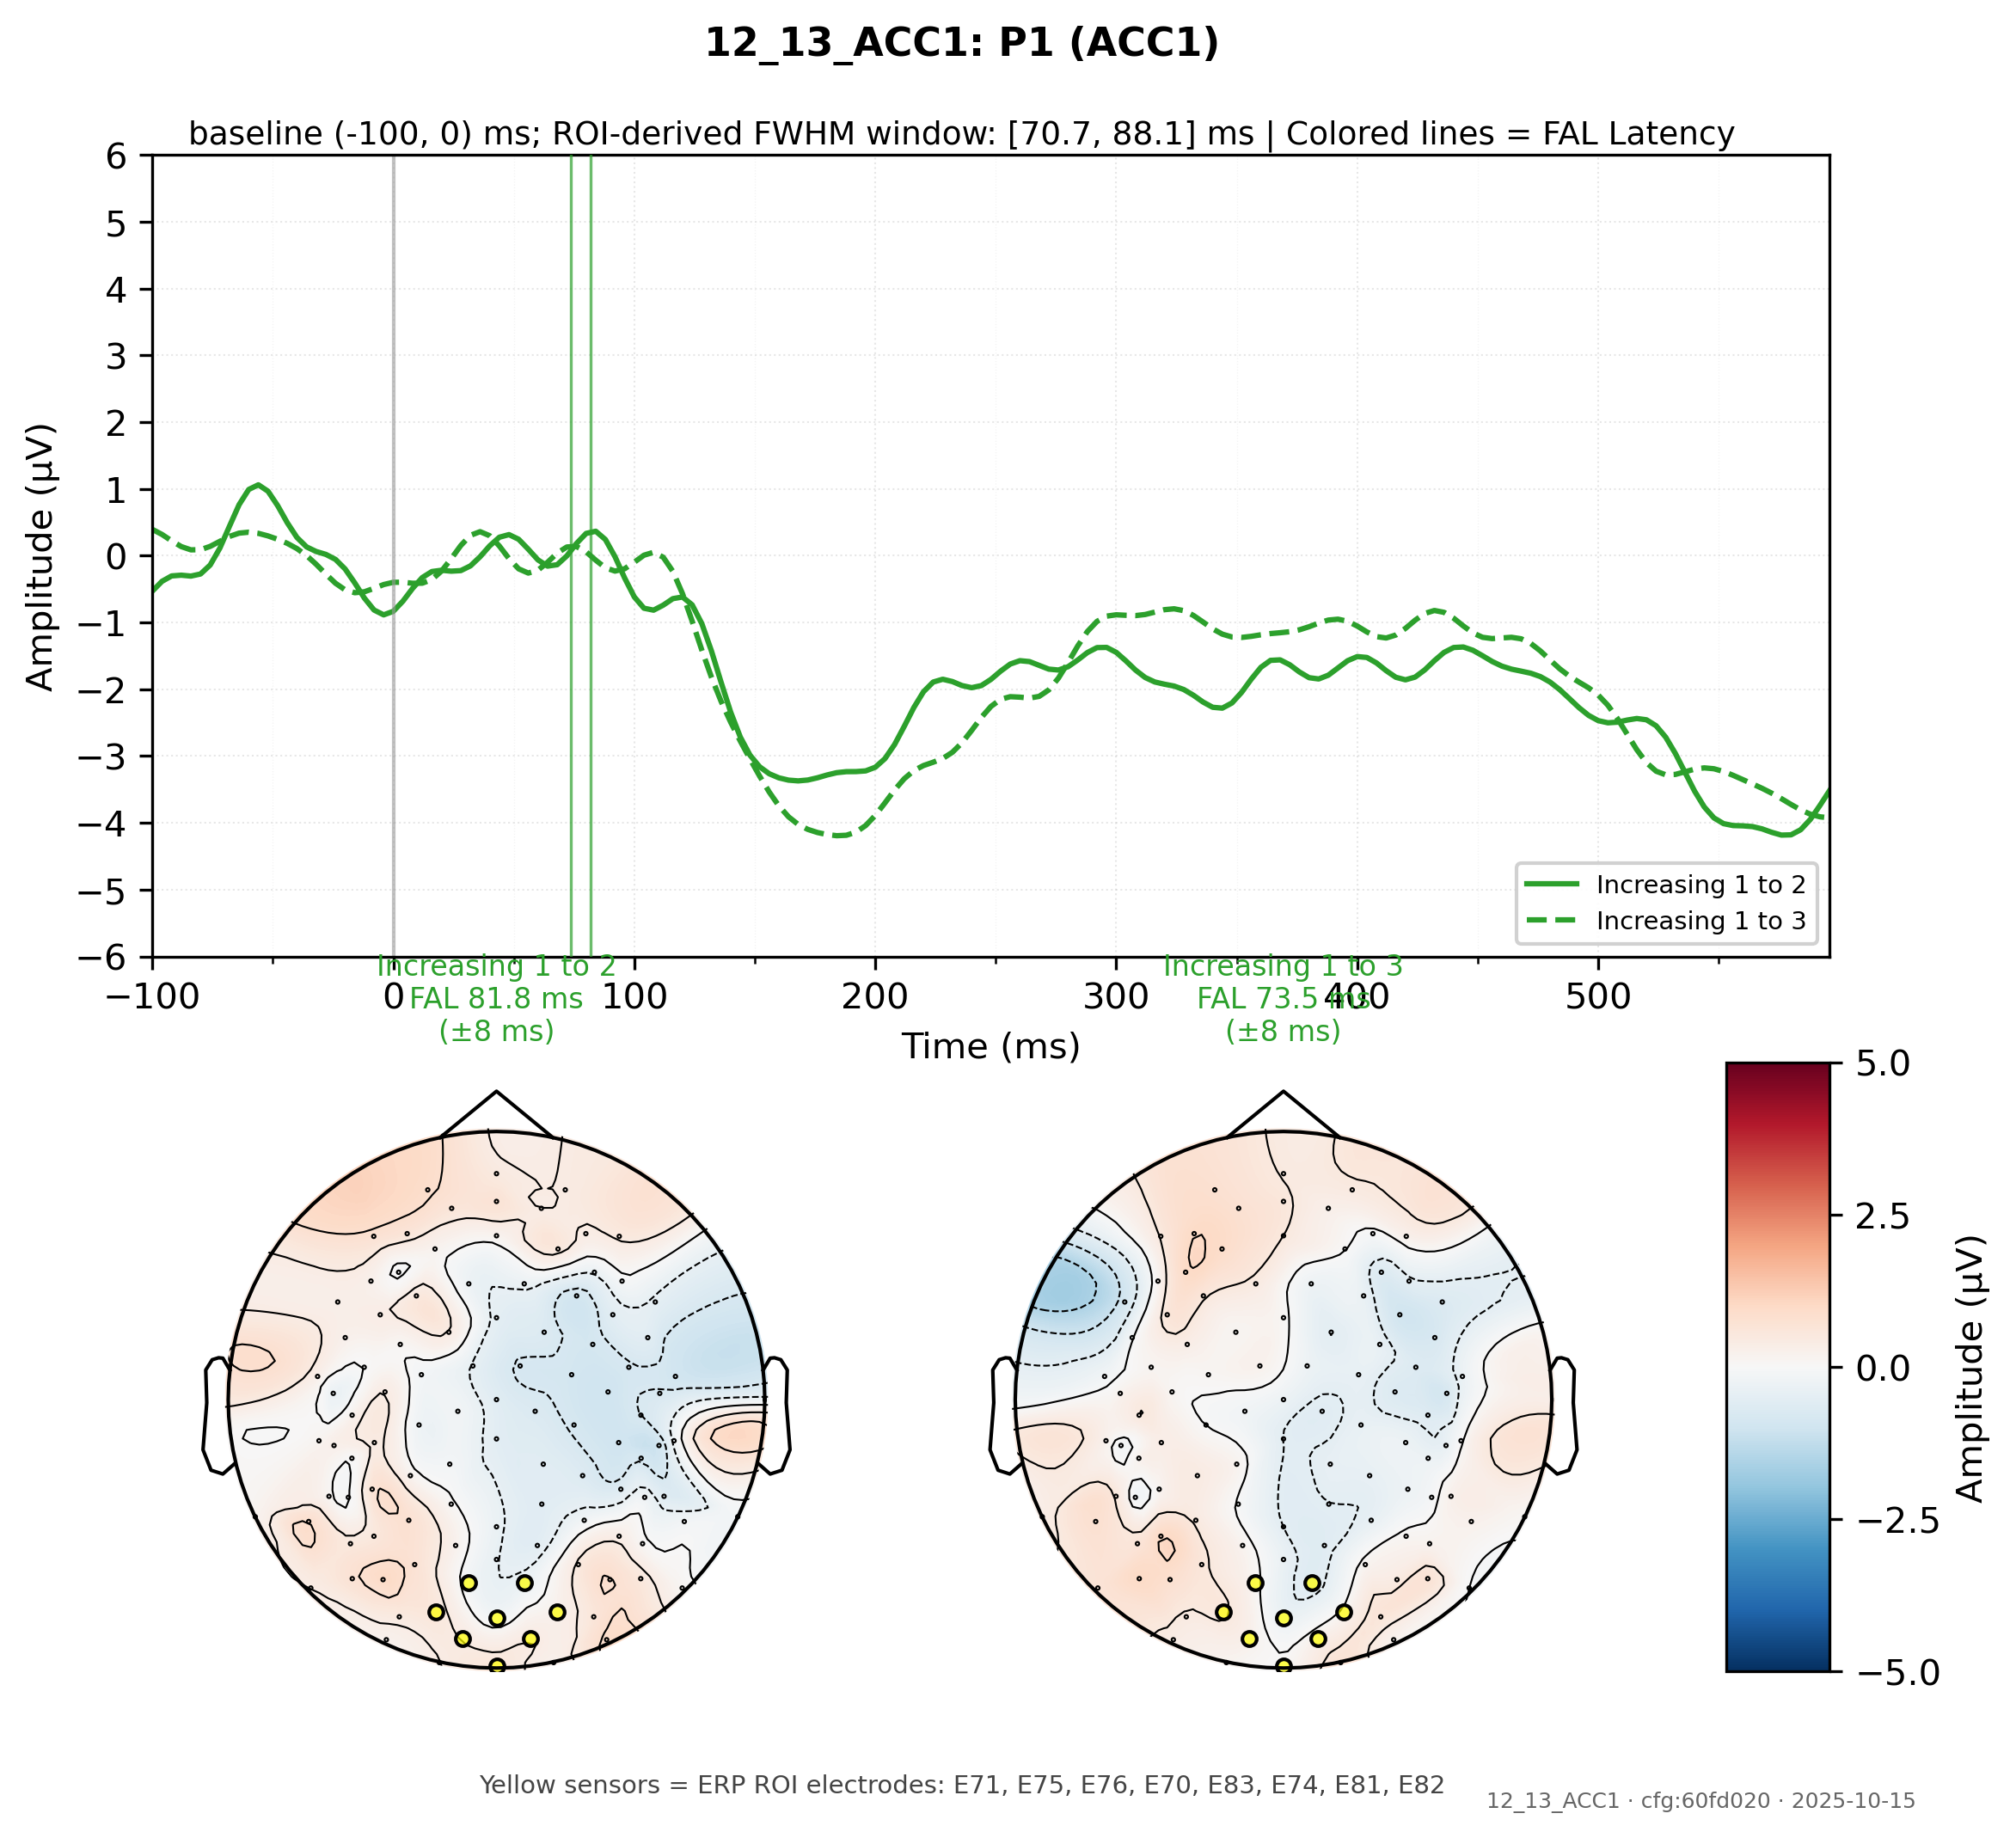 12_13_ACC1: P1 (ACC1)
baseline (-100, 0) ms; ROI-derived FWHM window: [70.7, 88.1] ms | Colored lines = FAL Latency
6
5
4
3
2
1
0
−1
−2
−3
−4
−5
−6
Amplitude (µV)
Increasing 1 to 2
Increasing 1 to 3
−100
0
100
200
300
400
500
Time (ms)
Increasing 1 to 2
FAL 81.8 ms
(±8 ms)
Increasing 1 to 3
FAL 73.5 ms
(±8 ms)
5.0
2.5
0.0
−2.5
−5.0
Amplitude (µV)
Yellow sensors = ERP ROI electrodes: E71, E75, E76, E70, E83, E74, E81, E82
12_13_ACC1 · cfg:60fd020 · 2025-10-15